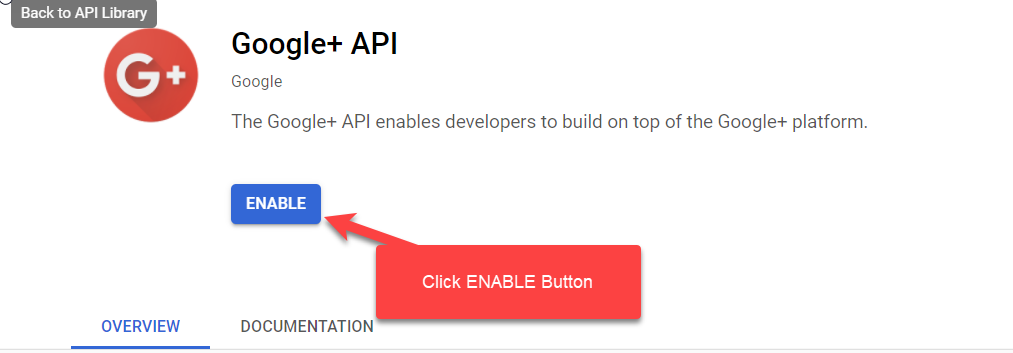 Back to API Library
G+
Google+ API
Google
The Google+ API enables developers to build on top of the Google+ platform.
ENABLE
Click ENABLE Button
OVERVIEW
DOCUMENTATION